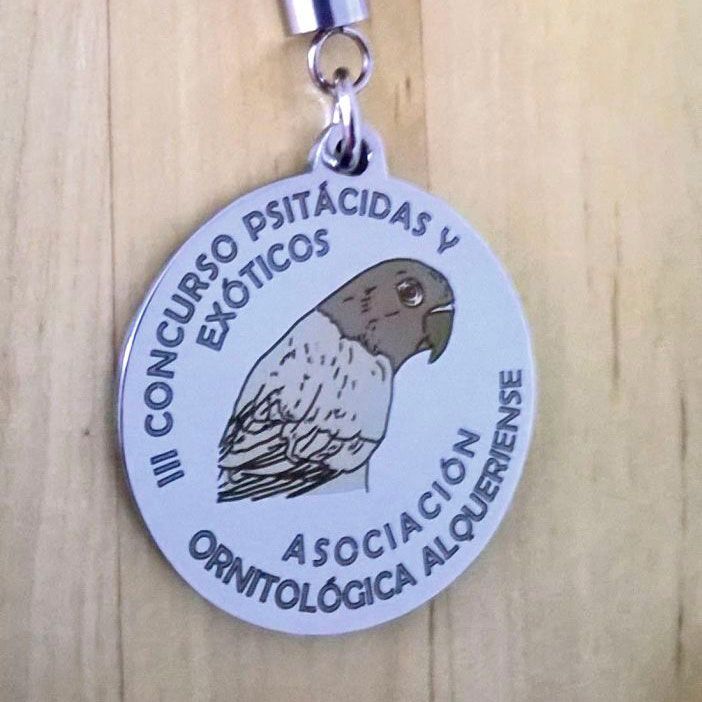 III CONCURSO PSITÁCIDAS Y
EXÓTICOS
ASOCIACIÓN
ORNITOLÓGICA ALQUERIENSE